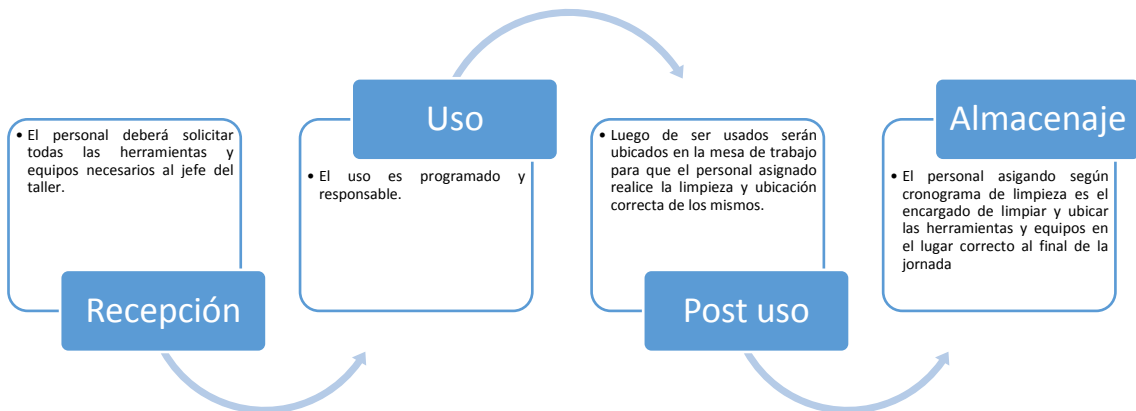 • El personal deberá solicitar
todas las herramientas y
equipos necesarios al jefe del
taller.
Recepción
Uso
• El uso es programado y
responsable.
• Luego de ser usados serán
ubicados en la mesa de trabajo
para que el personal asignado
realice la limpieza y ubicación
correcta de los mismos.
Post uso
Almacenaje
• El personal asigando según
cronograma de limpieza es el
encargado de limpiar y ubicar
las herramientas y equipos en
el lugar correcto al final de la
jornada